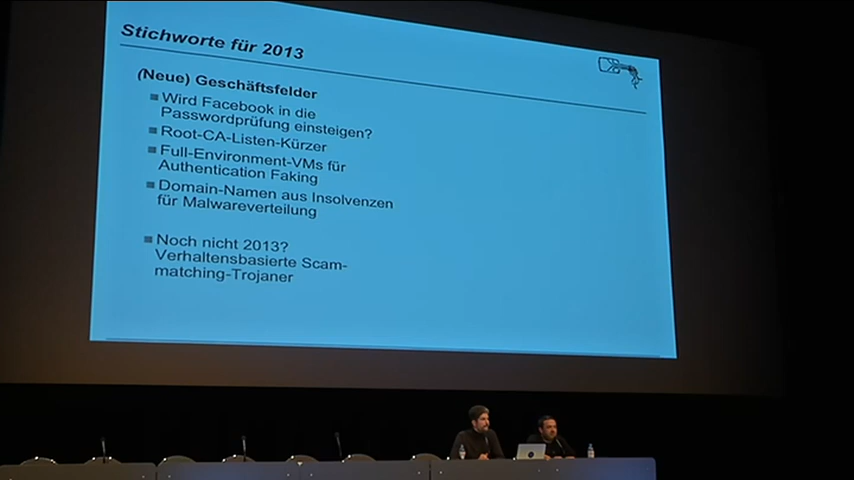 Stichworte für 2013
(Neue) Geschäftsfelder
Wird Facebook in die
Passwordprüfung einsteigen?
Root-CA-Listen-Kürzer
Full-Environment-VMs für
Authentication Faking
Domain-Namen aus Insolvenzen
für Malwareverteilung
Noch nicht 2013?
Verhaltensbasierte Scam-
matching-Trojaner